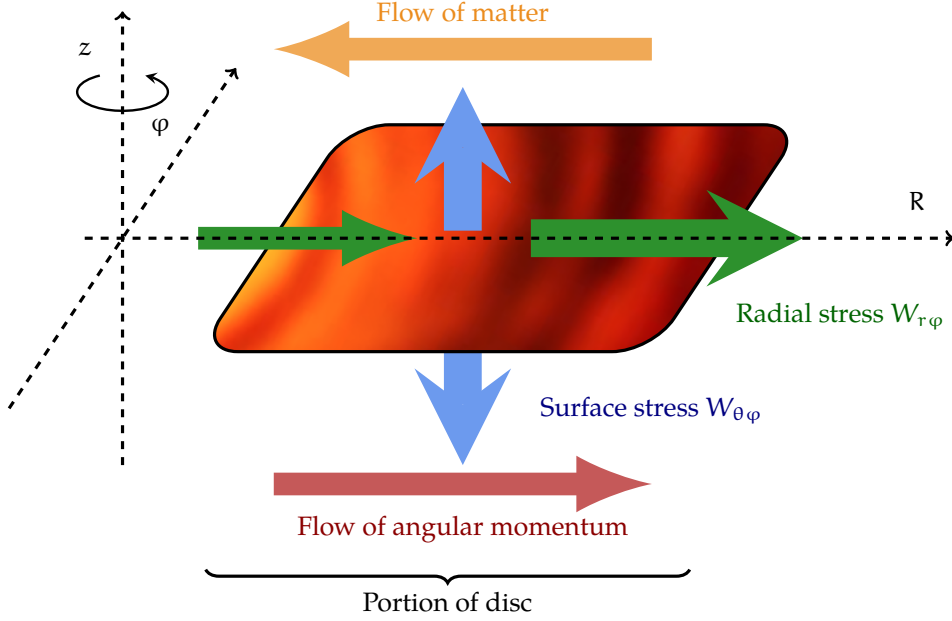 Flow of matter
z
φ
R
Radial stress W_{rφ}
Surface stress W_{θφ}
Flow of angular momentum
Portion of disc